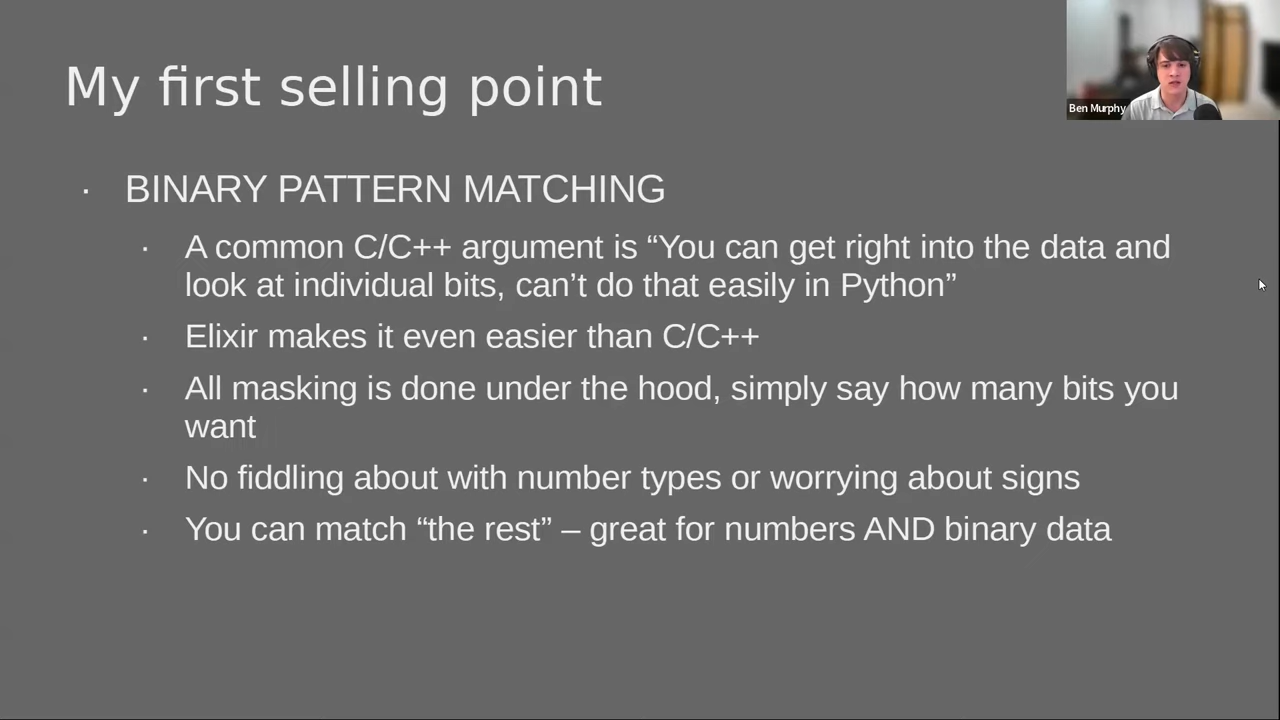 My first selling point
Ben Murphy
· BINARY PATTERN MATCHING
· A common C/C++ argument is “You can get right into the data and
look at individual bits, can’t do that easily in Python”
· Elixir makes it even easier than C/C++
· All masking is done under the hood, simply say how many bits you
want
· No fiddling about with number types or worrying about signs
· You can match “the rest” – great for numbers AND binary data